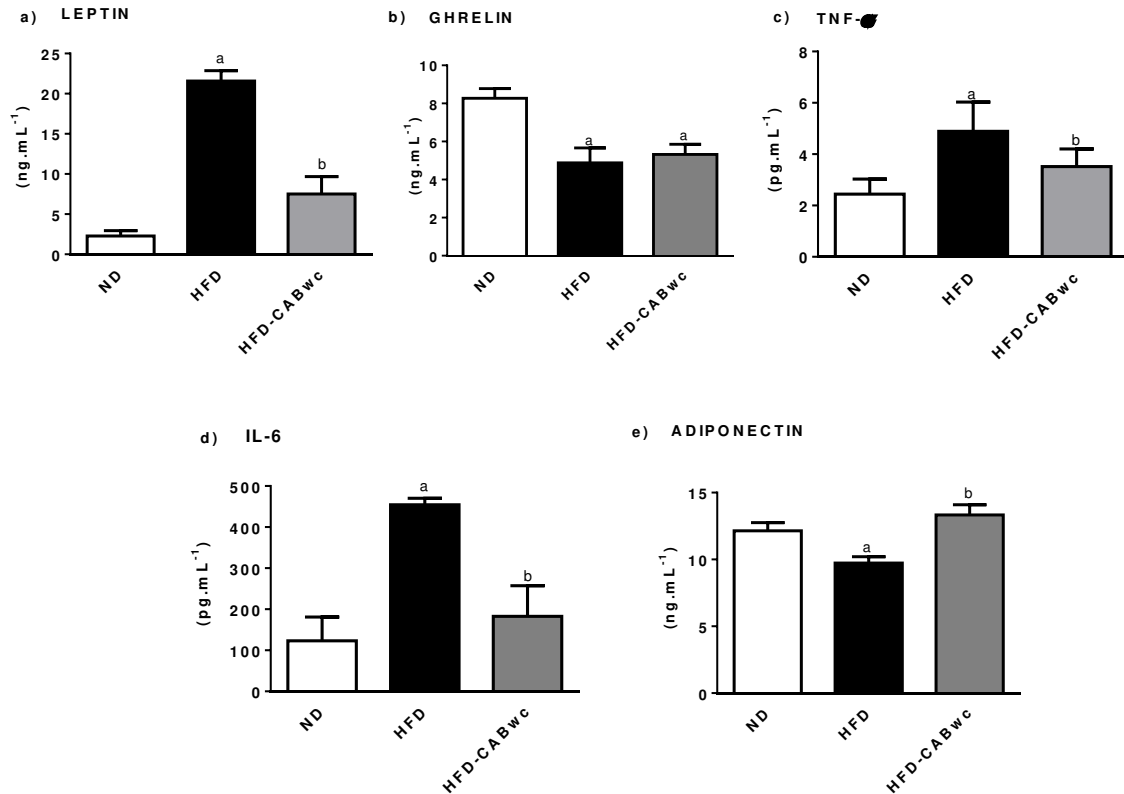 a) LEPTIN
25
20
15
10
5
0
(ng.mL-1)
a
b
ND
HFD
HFD-CABwc
b) GHRELIN
10
8
6
4
2
0
(ng.mL-1)
a
a
ND
HFD
HFD-CABwc
c) TNF-
8
6
4
2
0
(pg.mL-1)
a
b
ND
HFD
HFD-CABwc
d) IL-6
500
400
300
200
100
0
(pg.mL-1)
a
b
ND
HFD
HFD-CABwc
e) ADIPONECTIN
15
10
5
0
(ng.mL-1)
a
b
ND
HFD
HFD-CABwc